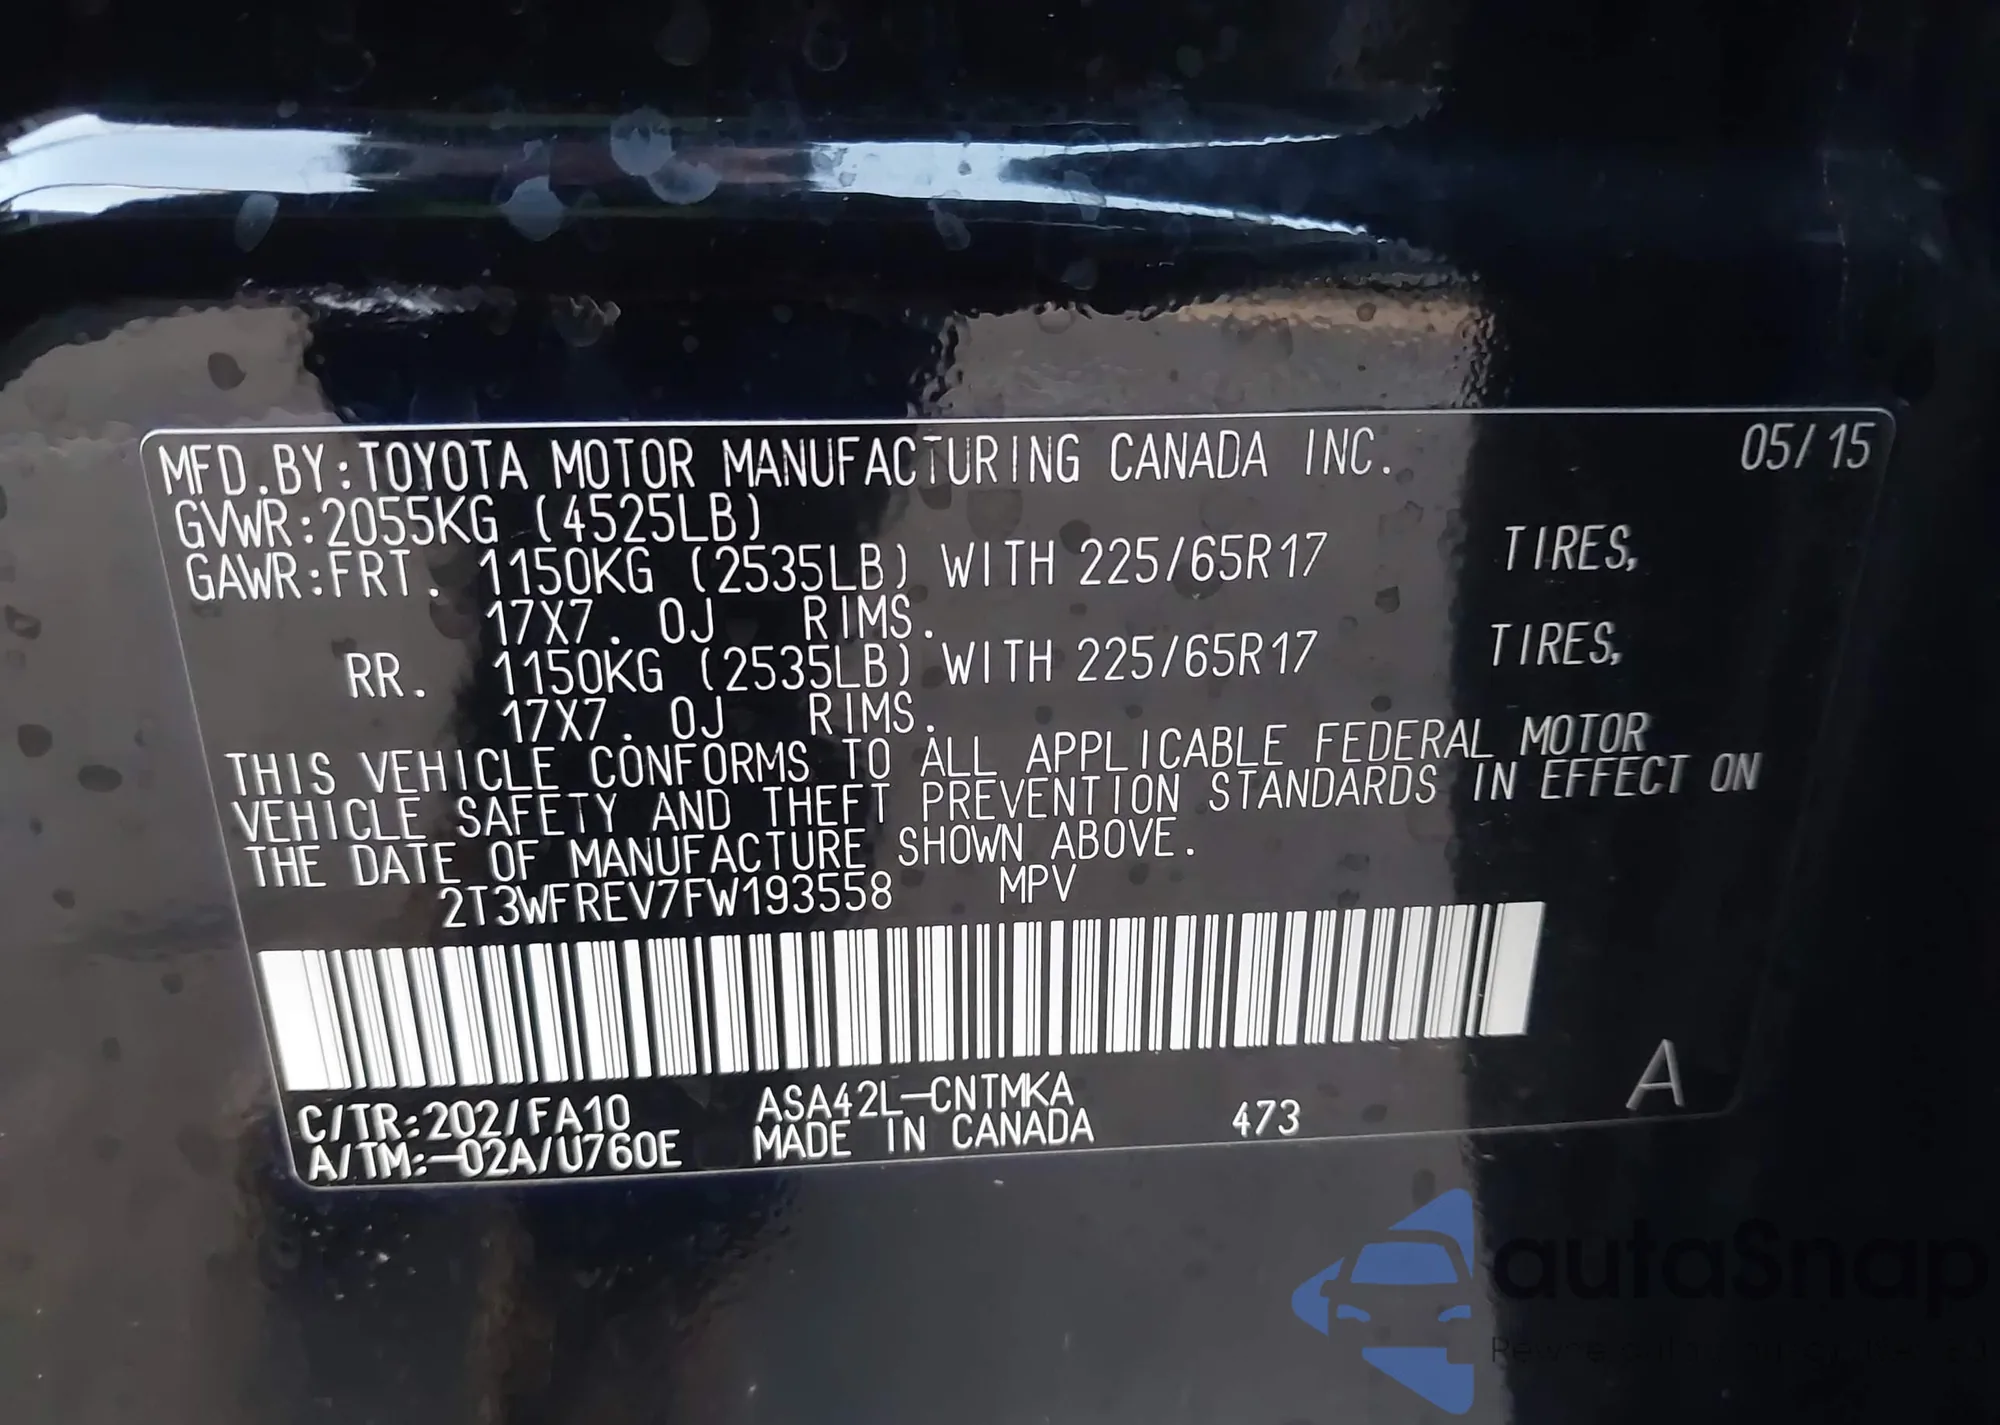 MFD.BY:TOYOTA MOTOR MANUFACTURING CANADA INC. 05/15
GVWR:2055KG (4525LB)
GAWR:FRT. 1150KG (2535LB) WITH 225/65R17 TIRES,
17X7. 0J RIMS.
RR. 1150KG (2535LB) WITH 225/65R17 TIRES,
17X7. 0J RIMS.
THIS VEHICLE CONFORMS TO ALL APPLICABLE FEDERAL MOTOR
VEHICLE SAFETY AND THEFT PREVENTION STANDARDS IN EFFECT ON
THE DATE OF MANUFACTURE SHOWN ABOVE.
2T3WFREV7FW193558 MPV
C/TR:202/FA10 ASA42L-CNTMKA
A/TM:-02A/U760E MADE IN CANADA 473 A
autaSnap